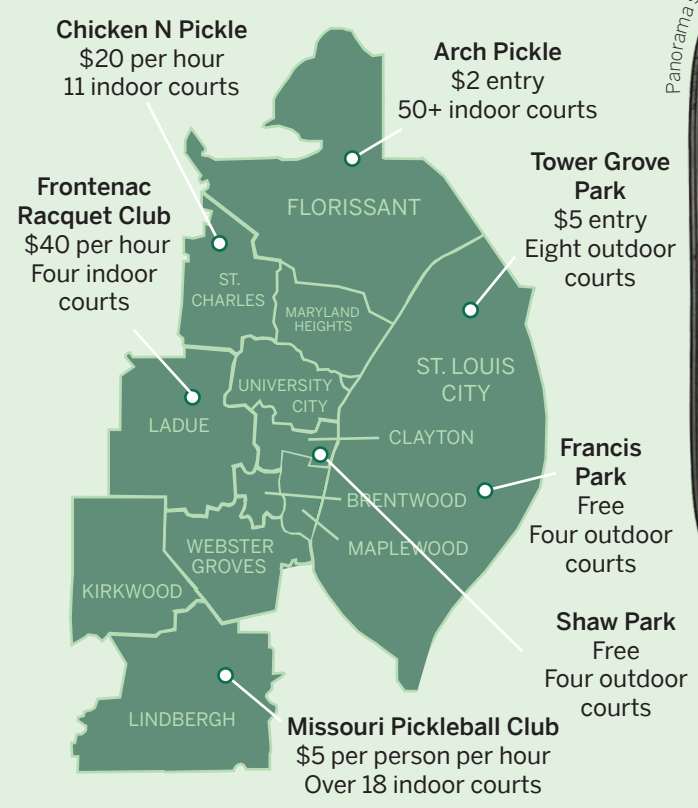 Chicken N Pickle
$20 per hour
11 indoor courts
Arch Pickle
$2 entry
50+ indoor courts
Panorama
Tower Grove
Park
$5 entry
Eight outdoor
courts
Frontenac
Racquet Club
$40 per hour
Four indoor
courts
FLORISSANT
ST.
CHARLES
MARYLAND
HEIGHTS
ST. LOUIS
CITY
UNIVERSITY
CITY
LADUE
CLAYTON
Francis
Park
Free
Four outdoor
courts
BRENTWOOD
MAPLEWOOD
WEBSTER
GROVES
KIRKWOOD
Shaw Park
Free
Four outdoor
courts
LINDBERGH
Missouri Pickleball Club
$5 per person per hour
Over 18 indoor courts